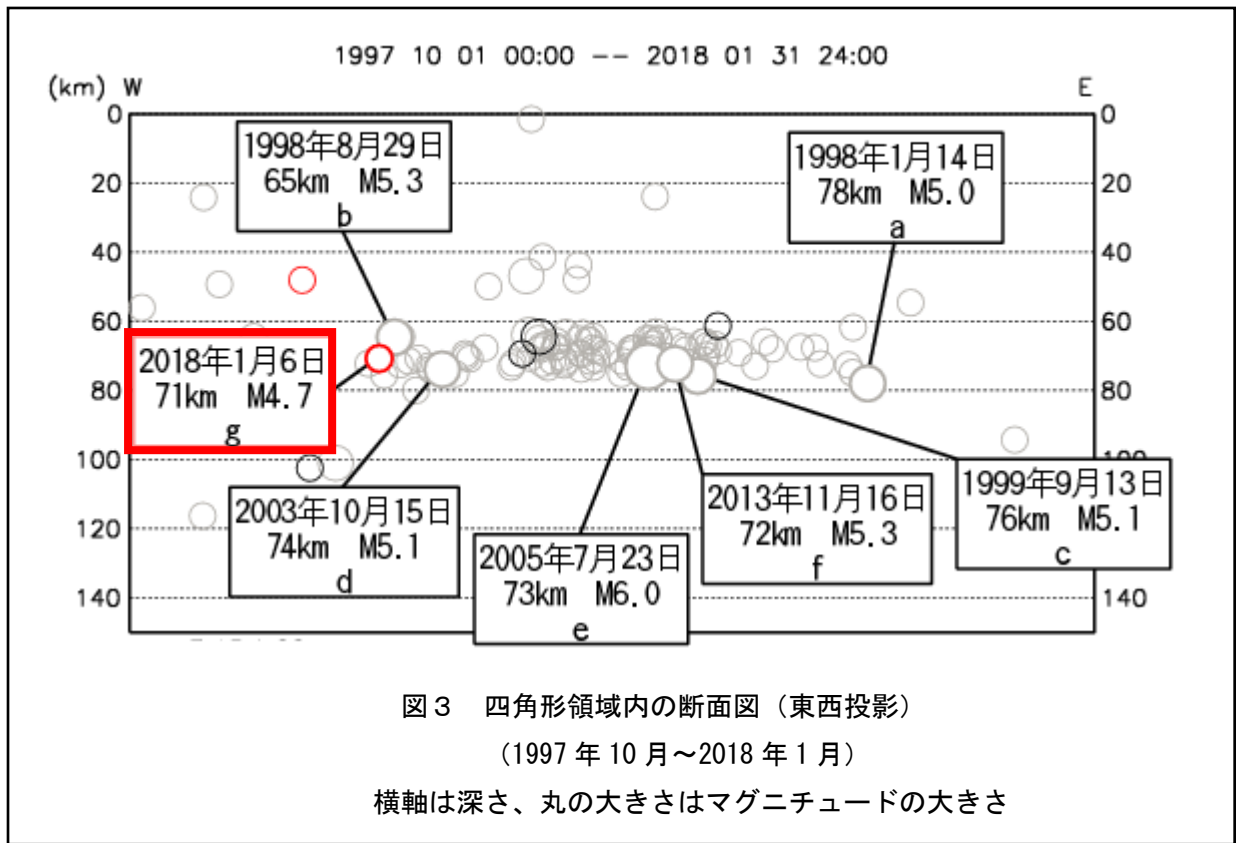 1997 10 01 00:00 -- 2018 01 31 24:00
(km) W
E
0
20
40
60
80
100
120
140
0
20
40
60
80
100
120
140
1998年8月29日
65km M5.3
b
1998年1月14日
78km M5.0
a
2018年1月6日
71km M4.7
g
2003年10月15日
74km M5.1
d
2005年7月23日
73km M6.0
e
2013年11月16日
72km M5.3
f
1999年9月13日
76km M5.1
c
図3 四角形領域内の断面図（東西投影）
（1997年10月～2018年1月）
横軸は深さ、丸の大きさはマグニチュードの大きさ